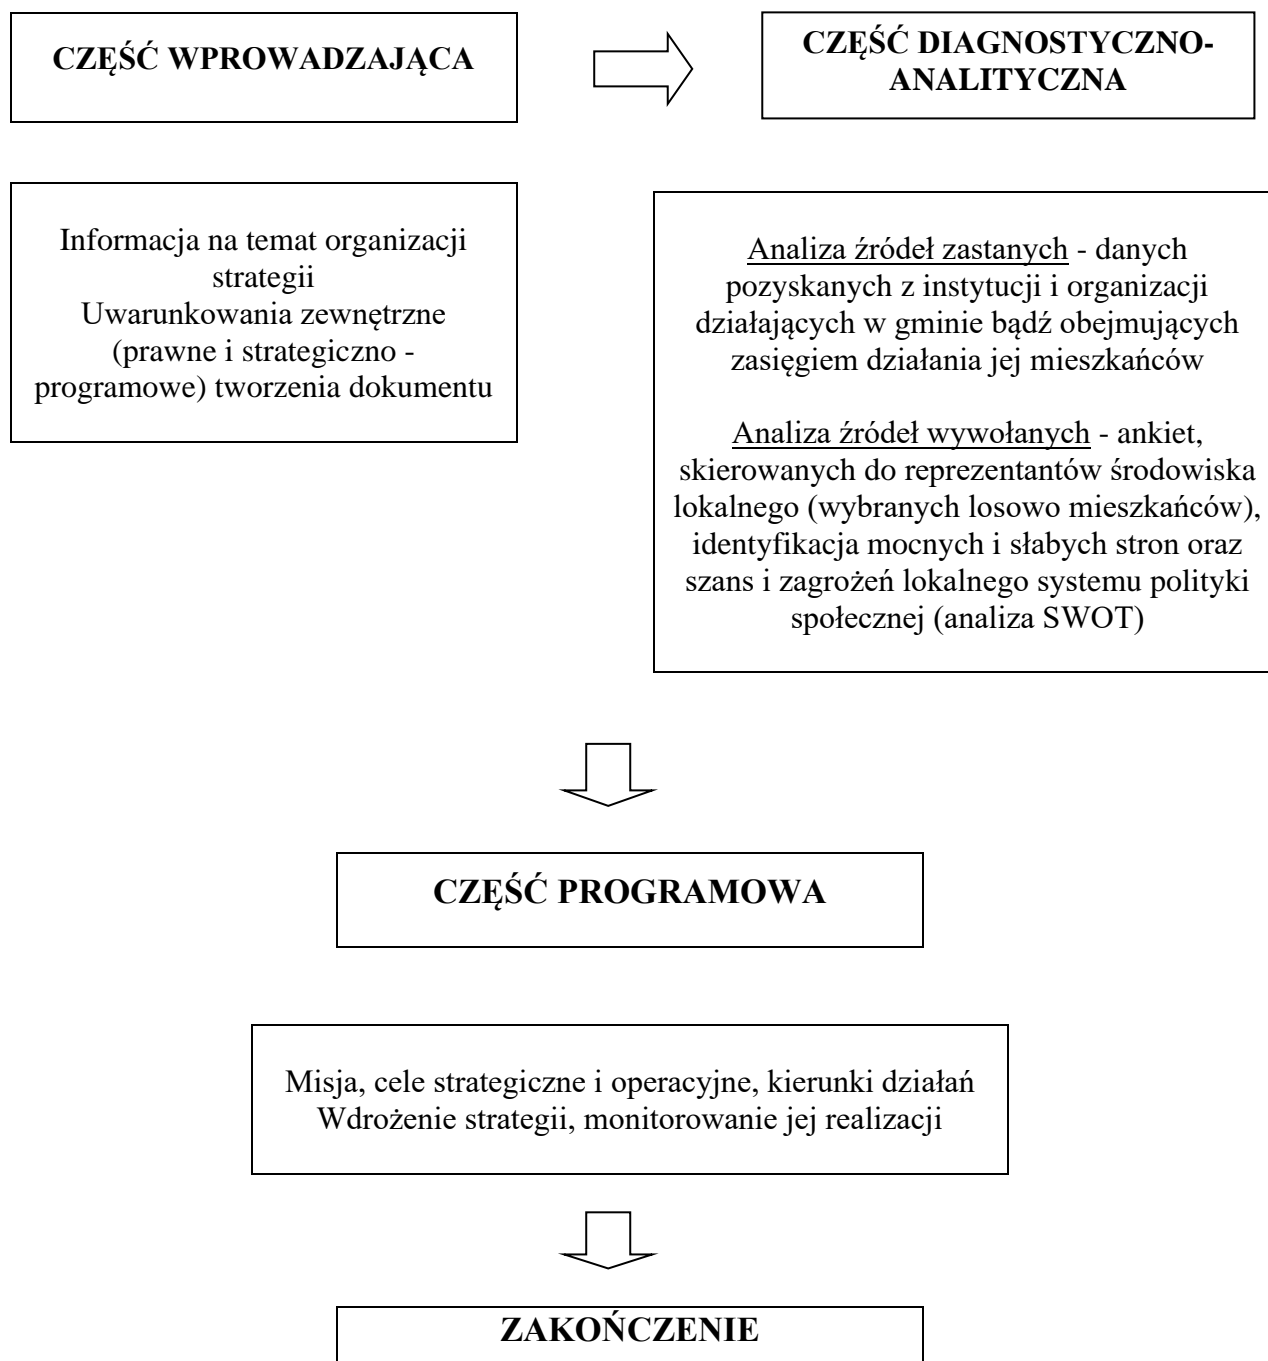 CZĘŚĆ WPROWADZAJĄCA
CZĘŚĆ DIAGNOSTYCZNO-
ANALITYCZNA
Informacja na temat organizacji
strategii
Uwarunkowania zewnętrzne
(prawne i strategiczno -
programowe) tworzenia dokumentu
Analiza źródeł zastanych - danych
pozyskanych z instytucji i organizacji
działających w gminie bądź obejmujących
zasięgiem działania jej mieszkańców
Analiza źródeł wywołanych - ankiet,
skierowanych do reprezentantów środowiska
lokalnego (wybranych losowo mieszkańców),
identyfikacja mocnych i słabych stron oraz
szans i zagrożeń lokalnego systemu polityki
społecznej (analiza SWOT)
CZĘŚĆ PROGRAMOWA
Misja, cele strategiczne i operacyjne, kierunki działań
Wdrożenie strategii, monitorowanie jej realizacji
ZAKOŃCZENIE